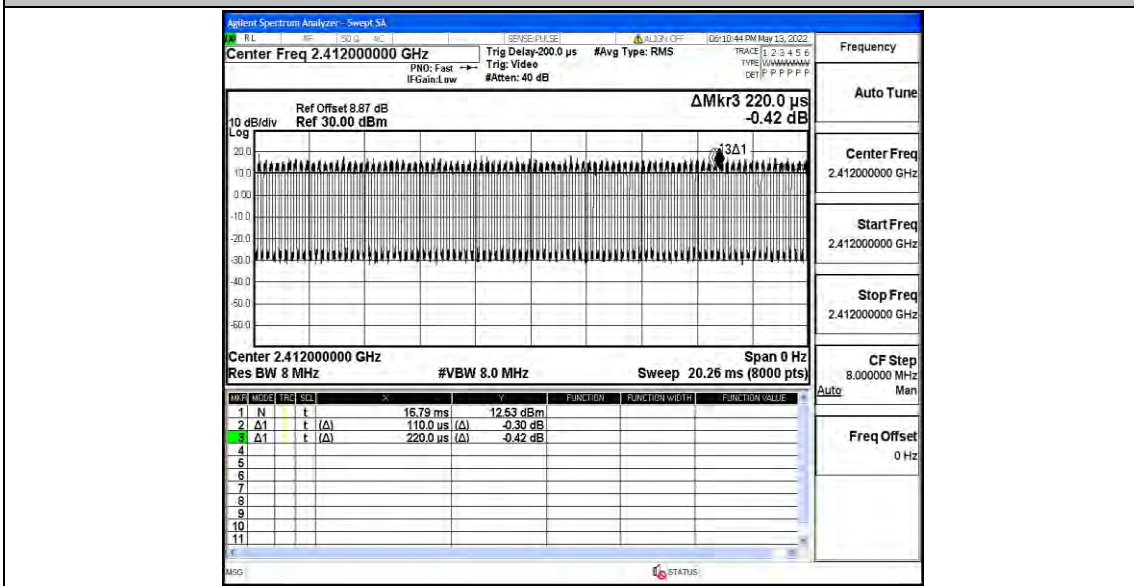 Agilent Spectrum Analyzer - Swept SA
RL RF 50 Ω AC SENSE:PULSE ALIGN OFF 06:10:44 PM May 13, 2022
Center Freq 2.412000000 GHz
PNO: Fast
IFGain:Low
Trig Delay-200.0 µs
Trig: Video
#Atten: 40 dB
#Avg Type: RMS
TRACE 1 2 3 4 5 6
TYPE
DET P P P P P P
Frequency
Auto Tune
Center Freq
2.412000000 GHz
Start Freq
2.412000000 GHz
Stop Freq
2.412000000 GHz
CF Step
8.000000 MHz
Auto Man
Freq Offset
0 Hz
ΔMkr3 220.0 µs
-0.42 dB
Ref Offset 8.87 dB
10 dB/div Ref 30.00 dBm
Log
20.0
10.0
0.00
-10.0
-20.0
-30.0
-40.0
-50.0
-60.0
3Δ1
Center 2.412000000 GHz Span 0 Hz
Res BW 8 MHz #VBW 8.0 MHz Sweep 20.26 ms (8000 pts)
MKR MODE TRC SCL X Y FUNCTION FUNCTION WIDTH FUNCTION VALUE
1 N t 16.79 ms 12.53 dBm
2 Δ1 t (Δ) 110.0 µs (Δ) -0.30 dB
3 Δ1 t (Δ) 220.0 µs (Δ) -0.42 dB
4
5
6
7
8
9
10
11
MSG STATUS